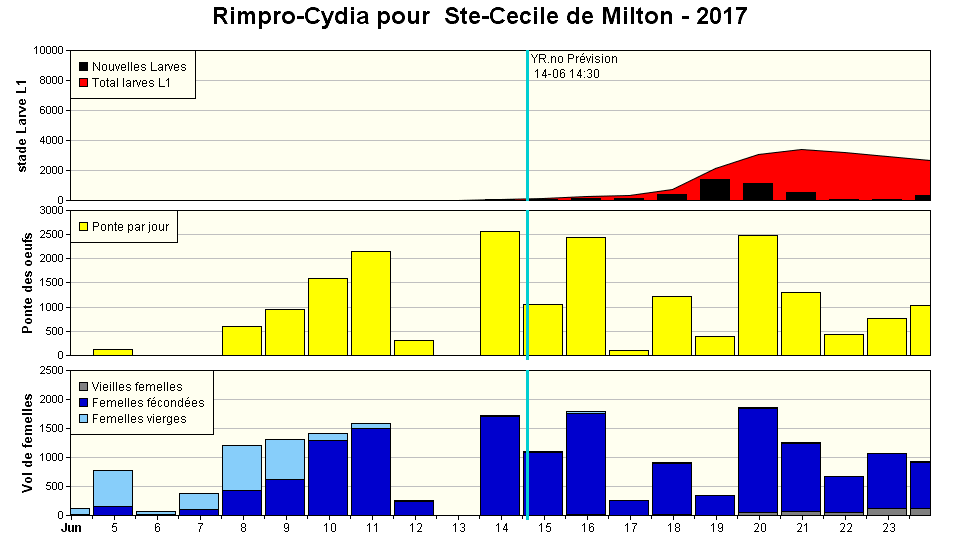 Rimpro-Cydia pour Ste-Cecile de Milton - 2017
stade Larve L1
10000
8000
6000
4000
2000
0
Nouvelles Larves
Total larves L1
YR.no Prévision
14-06 14:30
Ponte des oeufs
3000
2500
2000
1500
1000
500
0
Ponte par jour
Vol de femelles
2500
2000
1500
1000
500
0
Vieilles femelles
Femelles fécondées
Femelles vierges
Jun 5 6 7 8 9 10 11 12 13 14 15 16 17 18 19 20 21 22 23